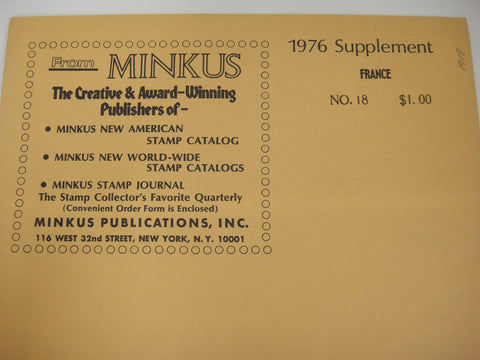 From MINKUS
The Creative & Award-Winning
Publishers of-
• MINKUS NEW AMERICAN
STAMP CATALOG
• MINKUS NEW WORLD-WIDE
STAMP CATALOGS
• MINKUS STAMP JOURNAL
The Stamp Collector's Favorite Quarterly
(Convenient Order Form is Enclosed)
MINKUS PUBLICATIONS, INC.
116 WEST 32nd STREET, NEW YORK, N.Y. 10001
1976 Supplement
FRANCE
NO. 18 $1.00